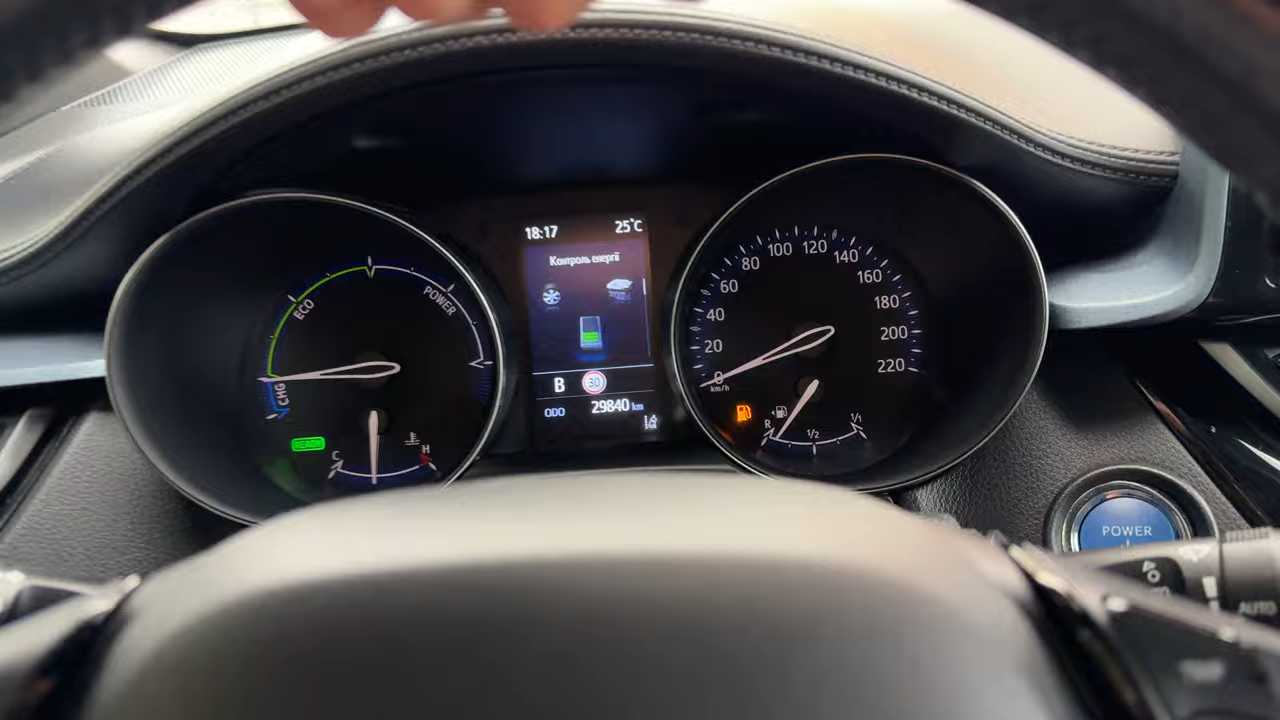 18:17 25°C
Контроль енергії
B 30
ODO 29840 km
CHG
ECO
POWER
READY
C H
0
20
40
60
80
100
120
140
160
180
200
220
km/h
R 1/2 1/1
POWER
AUTO